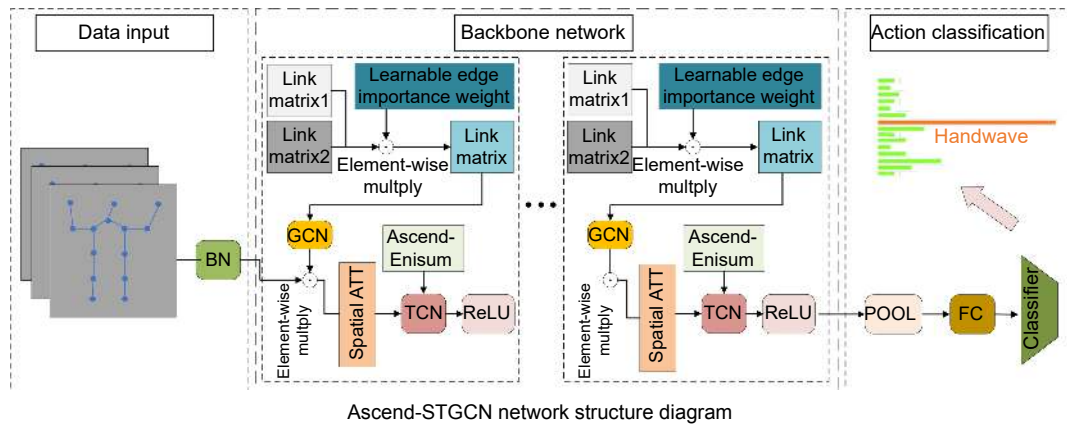 Data input
Backbone network
Action classification
Link
matrix1
Learnable edge
importance weight
Link
matrix2
Link
matrix
Element-wise
multply
GCN
Ascend-
Enisum
BN
Element-wise
multply
Spatial ATT
TCN
ReLU
Link
matrix1
Learnable edge
importance weight
Link
matrix2
Link
matrix
Element-wise
multply
GCN
Ascend-
Enisum
Element-wise
multply
Spatial ATT
TCN
ReLU
Handwave
POOL
FC
Classifier
Ascend-STGCN network structure diagram